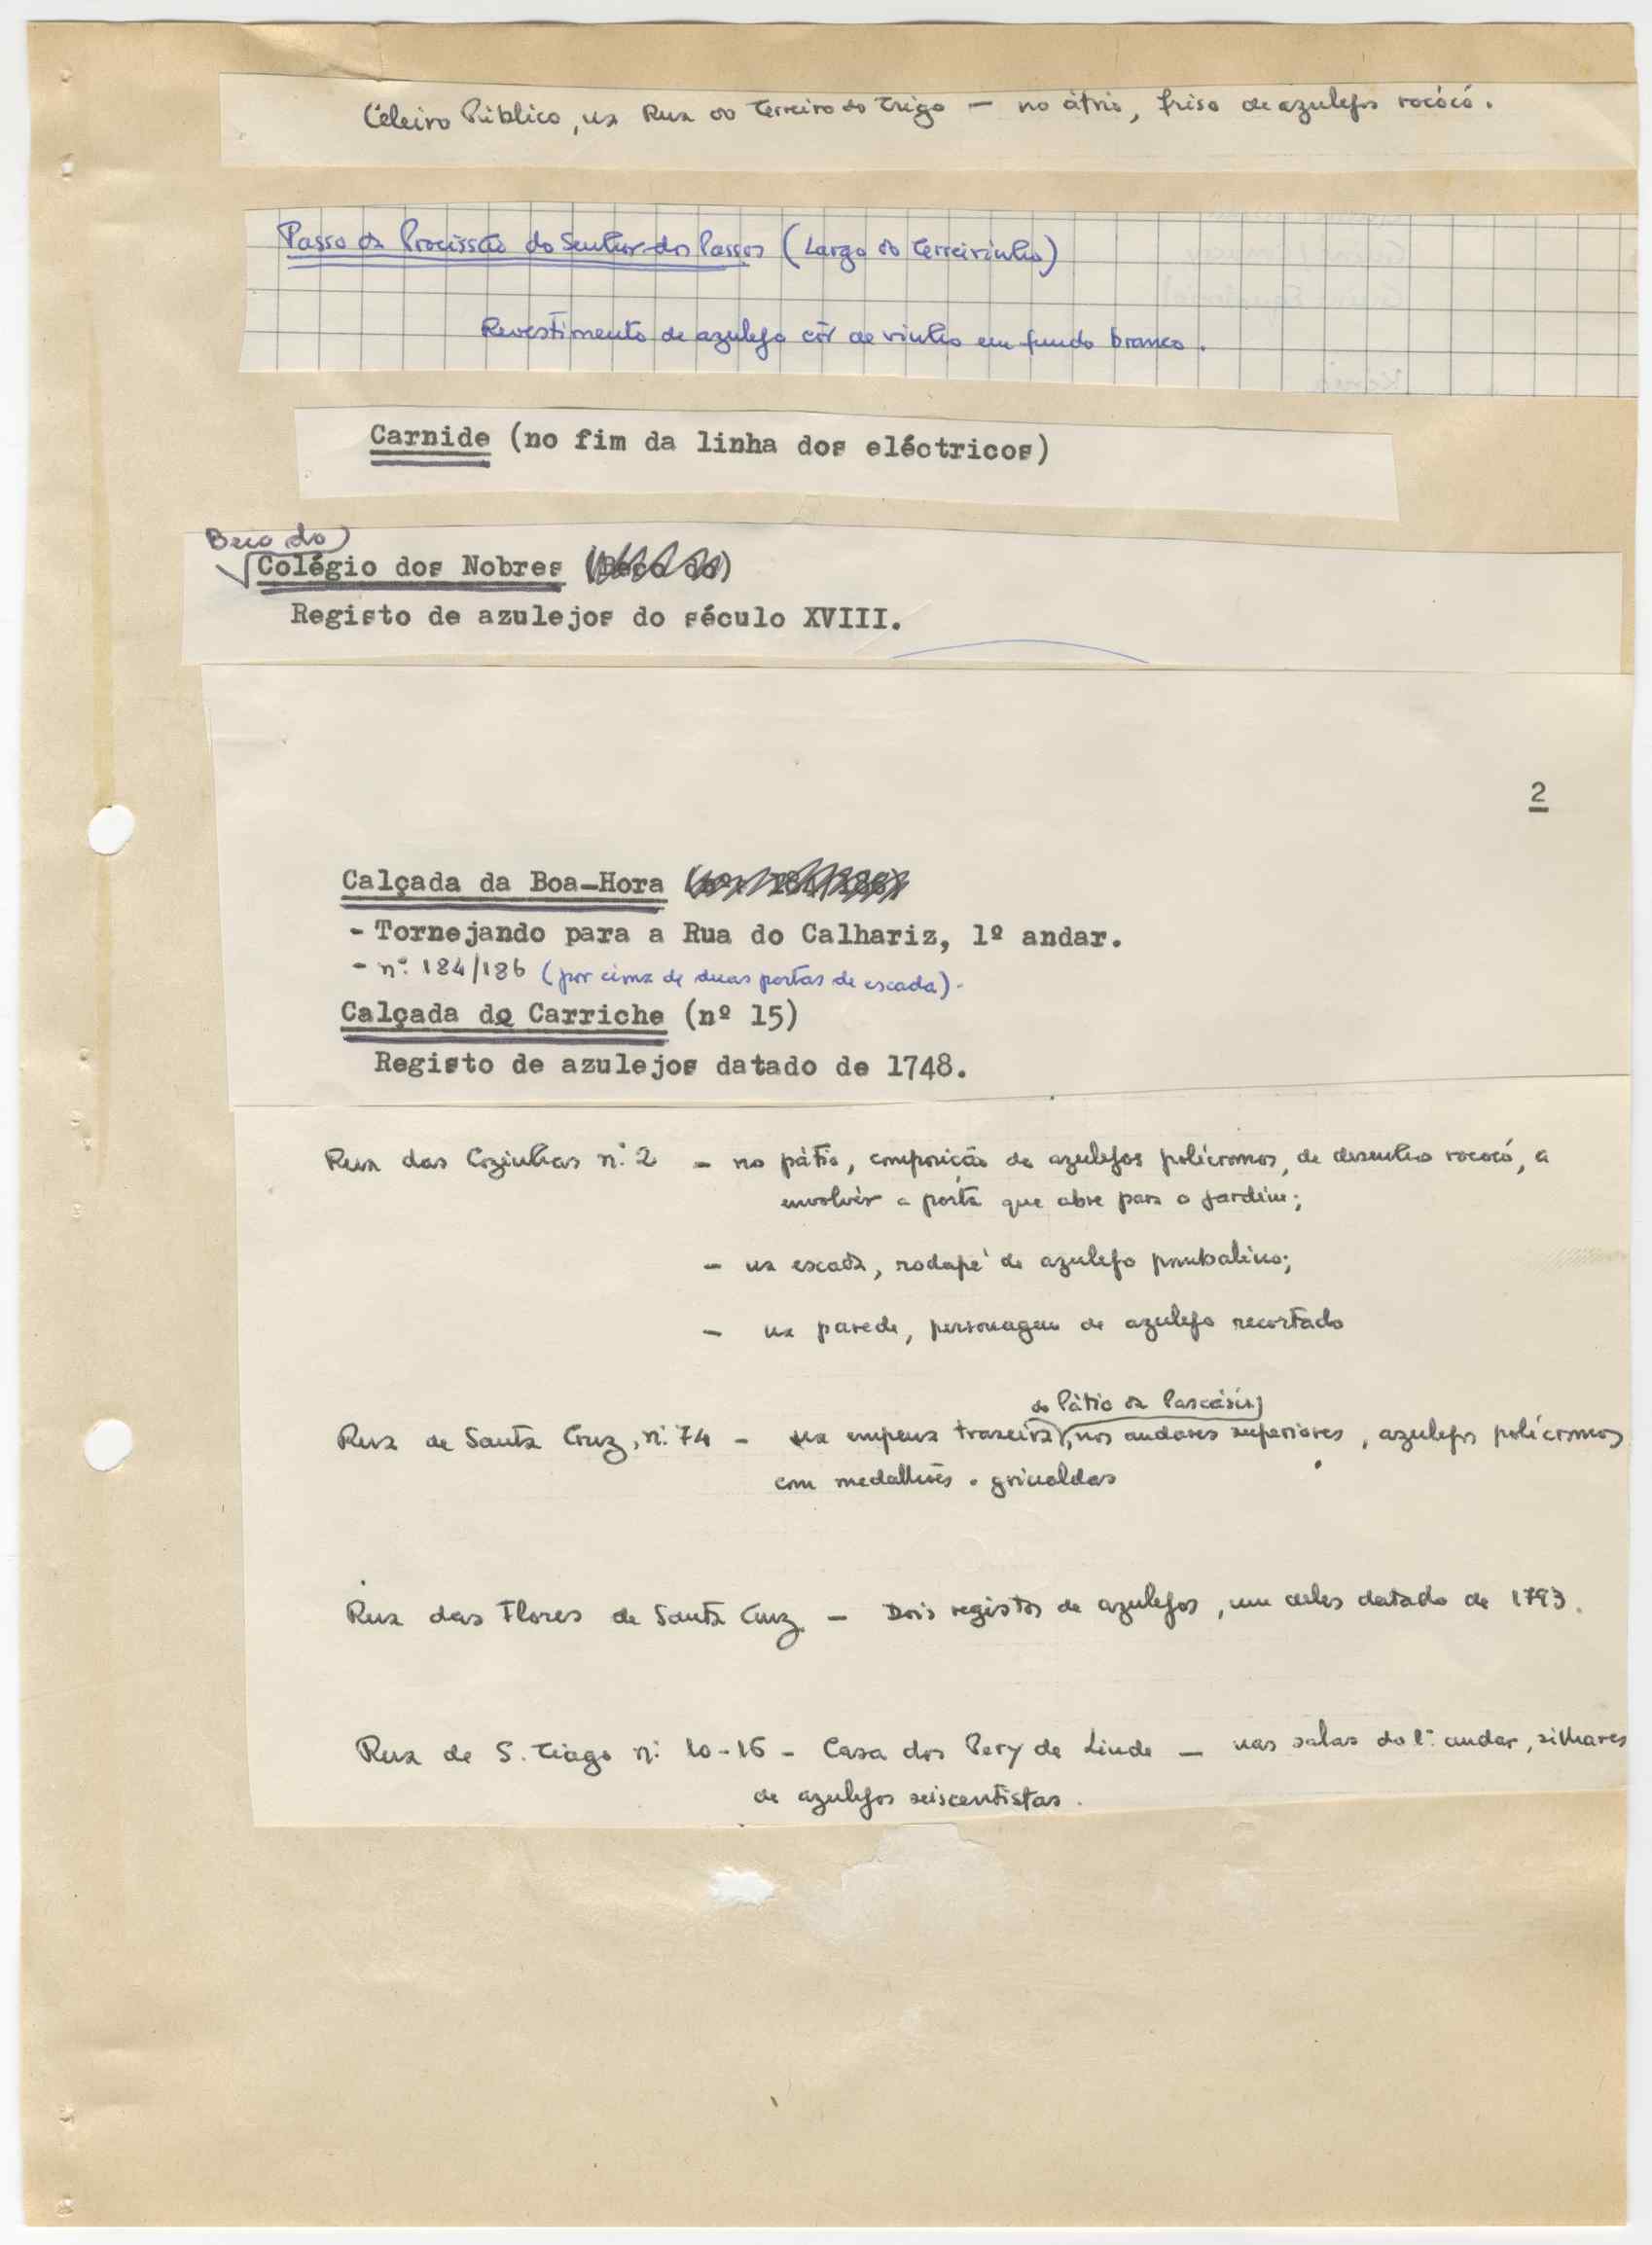 Celeiro Público, na Rua do Terreiro do Trigo — no átrio, friso de azulejos rócócó.
Passo da Procissão do Senhor dos Passos (Largo do Terreirinho)
Revestimento de azulejo côr de vinho em fundo branco.
Carnide (no fim da linha dos eléctricos)
Beco do
Colégio dos Nobres (Beco do)
Registo de azulejos do século XVIII.
2
Calçada da Boa-Hora
- Tornejando para a Rua do Calhariz, 1º andar.
- nº. 184/186 (por cima de duas portas de escada).
Calçada de Carriche (nº 15)
Registo de azulejos datado de 1748.
Rua das Cozinhas nº. 2 — no pátio, composição de azulejos polícromos, de desenho rococó, a
envolver a porta que abre para o jardim;
— na escada, rodapé de azulejo pombalino;
— na parede, personagem de azulejo recortado
do Pátio da Pascásia,
Rua de Santa Cruz, nº. 74 — na empena trazeira, nos andares superiores, azulejos polícromos
com medalhões e grinaldas
Rua das Flores de Santa Cruz — Dois registos de azulejos, um deles datado de 1793.
Rua de S. Tiago nº. 10-16 - Casa dos Pery de Linde — nas salas do 1º. andar, silhares
de azulejos seiscentistas.